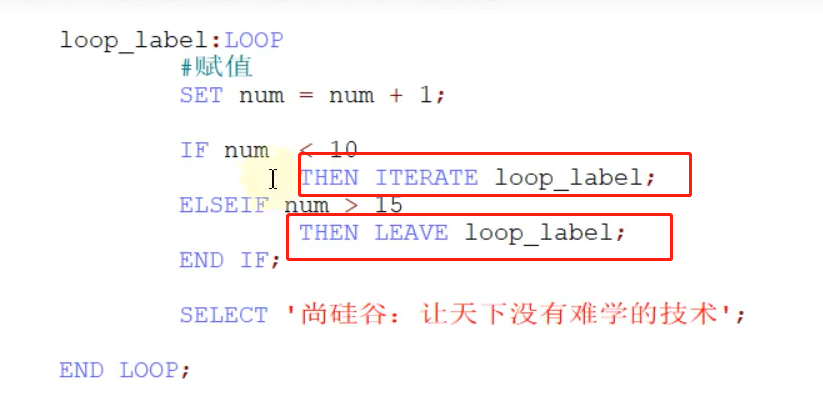 loop_label:LOOP
#赋值
SET num = num + 1;
IF num < 10
THEN ITERATE loop_label;
ELSEIF num > 15
THEN LEAVE loop_label;
END IF;
SELECT '尚硅谷：让天下没有难学的技术';
END LOOP;